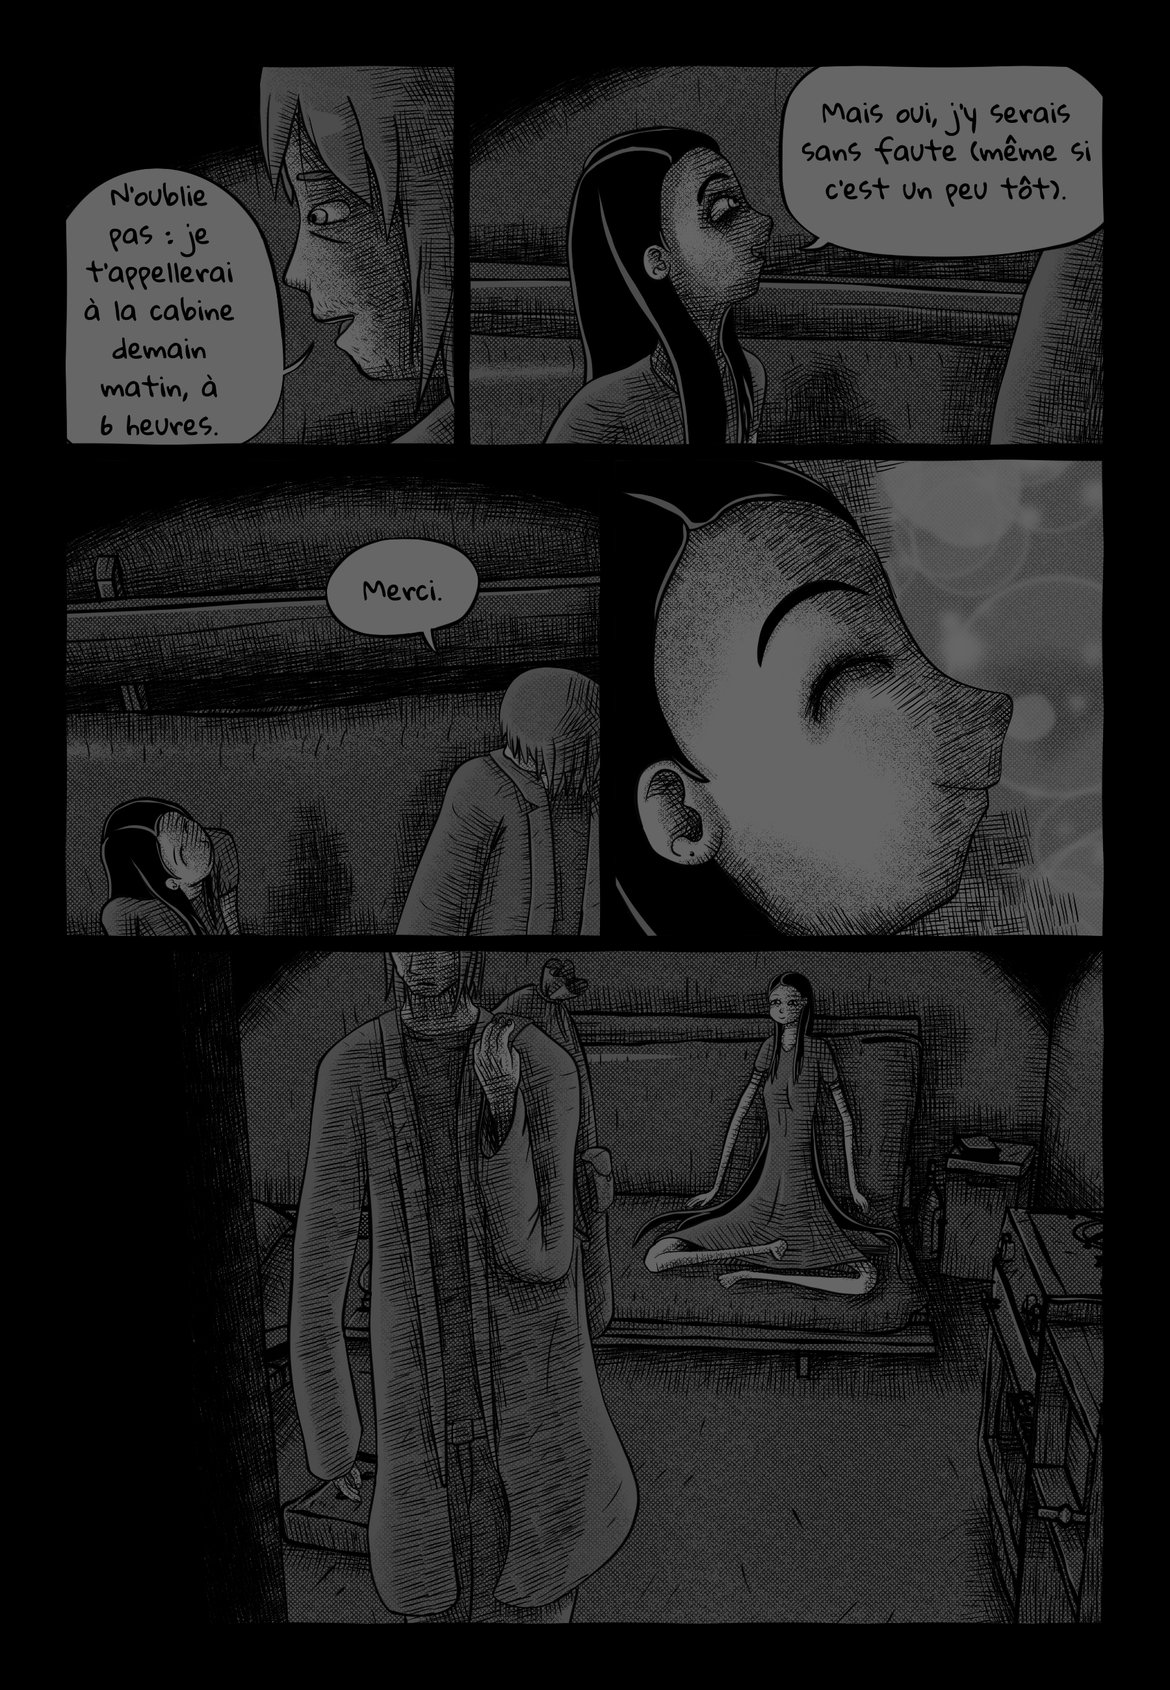 N'oublie
pas : je
t'appellerai
à la cabine
demain
matin, à
6 heures.
Mais oui, j'y serais
sans faute (même si
c'est un peu tôt).
Merci.